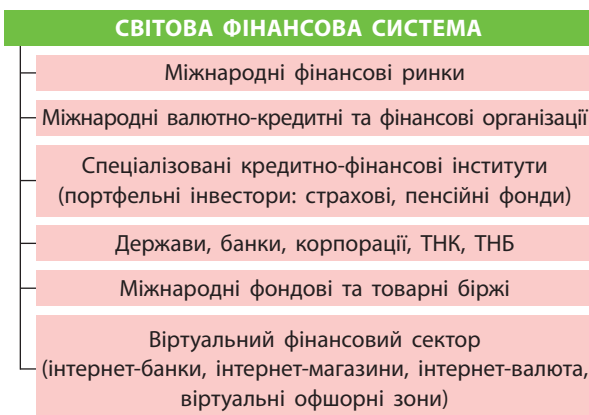 СВІТОВА ФІНАНСОВА СИСТЕМА
Міжнародні фінансові ринки
Міжнародні валютно-кредитні та фінансові організації
Спеціалізовані кредитно-фінансові інститути
(портфельні інвестори: страхові, пенсійні фонди)
Держави, банки, корпорації, ТНК, ТНБ
Міжнародні фондові та товарні біржі
Віртуальний фінансовий сектор
(інтернет-банки, інтернет-магазини, інтернет-валюта,
віртуальні офшорні зони)